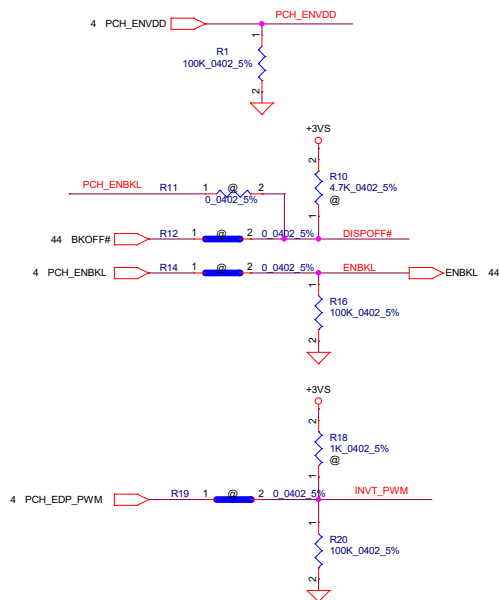 4 PCH_ENVDD PCH_ENVDD
1
R1
100K_0402_5%
2
+3VS
2
R10
4.7K_0402_5%
@
1
PCH_ENBKL R11 1 @ 2
0_0402_5%
44 BKOFF# R12 1 @ 2 0_0402_5% DISPOFF#
4 PCH_ENBKL R14 1 @ 2 0_0402_5% ENBKL ENBKL 44
1
R16
100K_0402_5%
2
+3VS
2
R18
1K_0402_5%
@
1
4 PCH_EDP_PWM R19 1 @ 2 0_0402_5% INVT_PWM
1
R20
100K_0402_5%
2